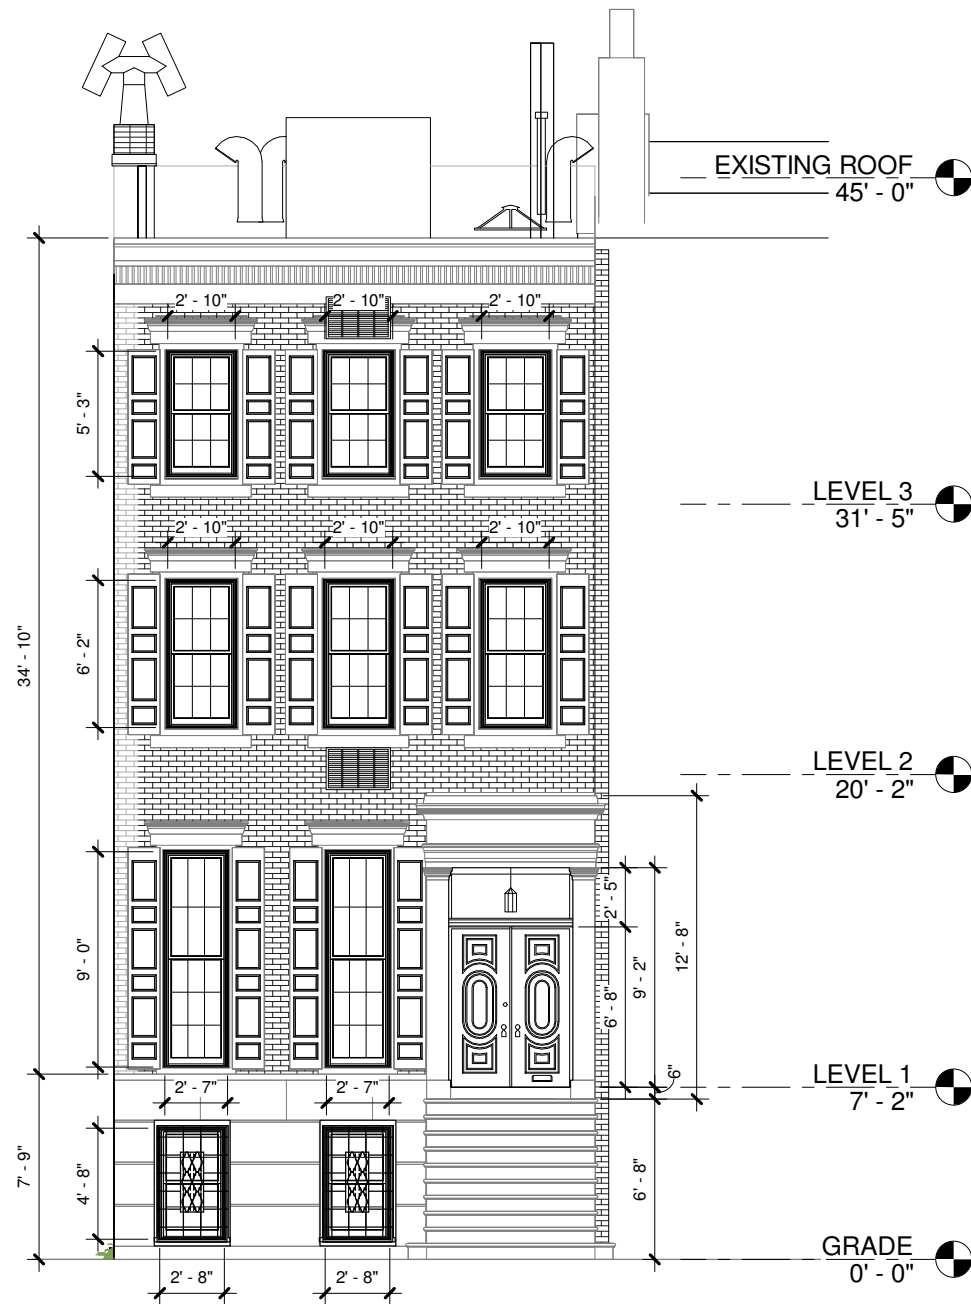 EXISTING ROOF
45' - 0"
2' - 10"
2' - 10"
2' - 10"
5' - 3"
LEVEL 3
31' - 5"
2' - 10"
2' - 10"
2' - 10"
6' - 2"
34' - 10"
LEVEL 2
20' - 2"
2' - 5"
12' - 8"
9' - 2"
9' - 0"
6' - 8"
6"
LEVEL 1
7' - 2"
2' - 7"
2' - 7"
7' - 9"
4' - 8"
6' - 8"
GRADE
0' - 0"
2' - 8"
2' - 8"